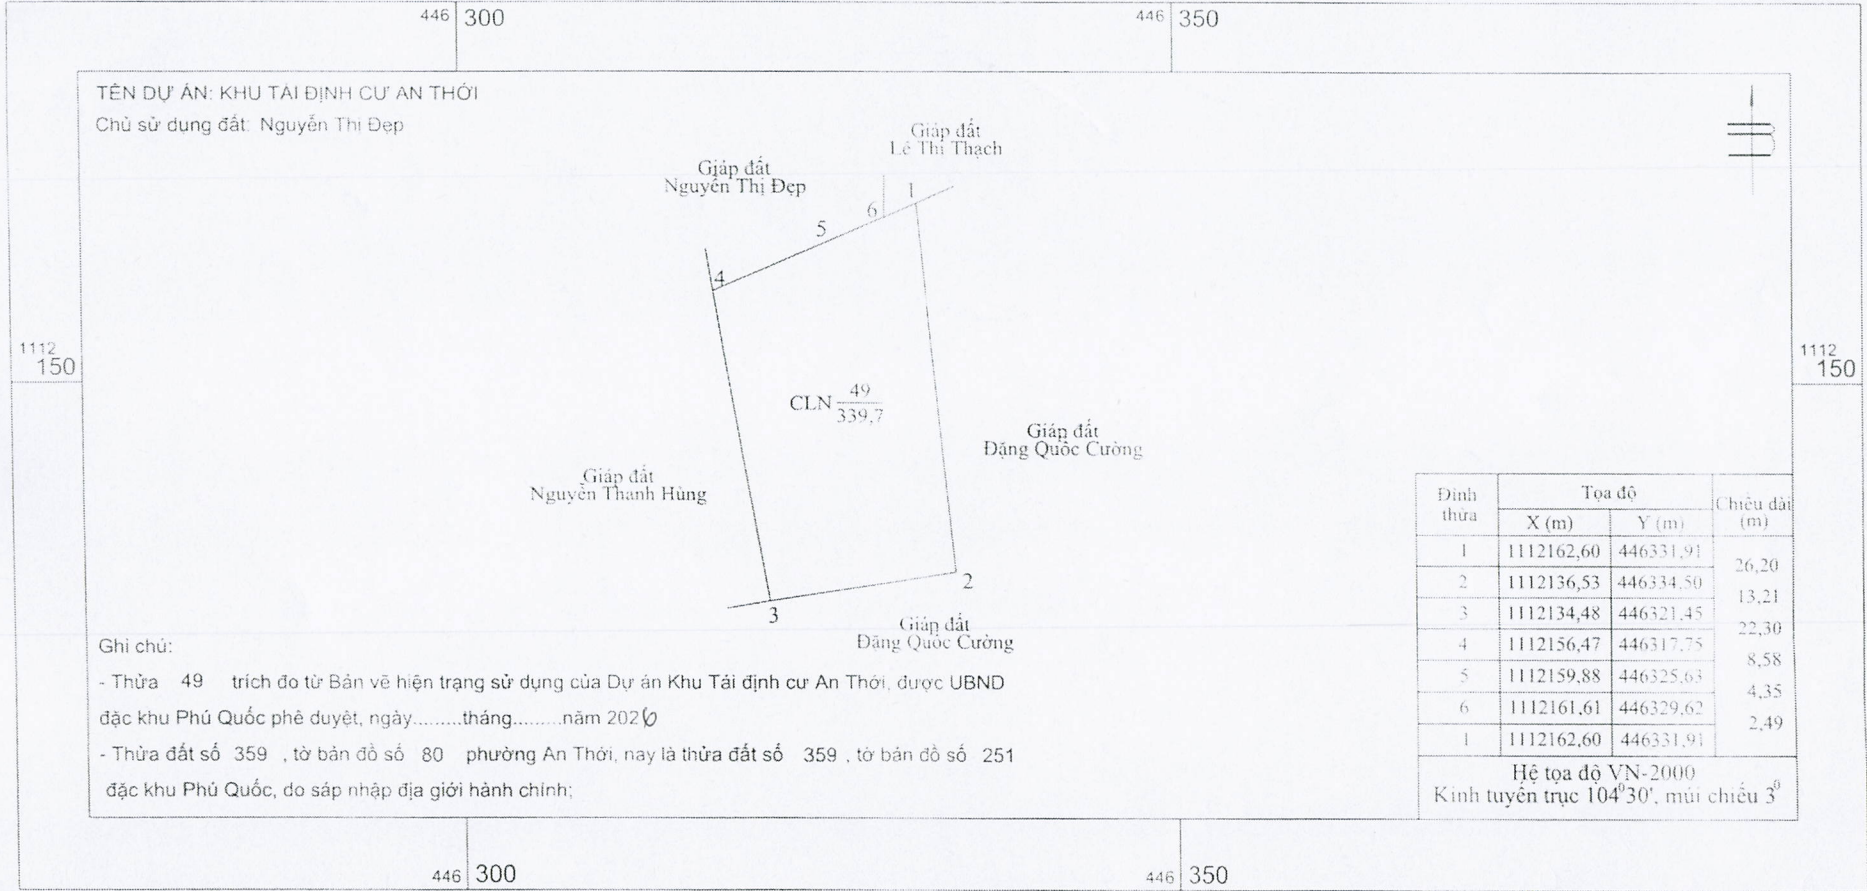 446 300
446 350
TÊN DỰ ÁN: KHU TÁI ĐỊNH CƯ AN THỚI
Chủ sử dụng đất: Nguyễn Thị Đẹp
Giáp đất
Lê Thị Thạch
Giáp đất
Nguyễn Thị Đẹp
1
6
5
4
1112
150
1112
150
CLN 49
339,7
Giáp đất
Đặng Quốc Cường
Giáp đất
Nguyễn Thanh Hùng
2
3
Giáp đất
Đặng Quốc Cường
Đỉnh thửa Tọa độ Chiều dài (m)
X (m) Y (m)
1 1112162,60 446331,91
26,20
2 1112136,53 446334,50
13,21
3 1112134,48 446321,45
22,30
4 1112156,47 446317,75
8,58
5 1112159,88 446325,63
4,35
6 1112161,61 446329,62
2,49
1 1112162,60 446331,91
Hệ tọa độ VN-2000
Kinh tuyến trục 104⁰30', múi chiếu 3⁰
Ghi chú:
- Thửa 49 trích đo từ Bản vẽ hiện trạng sử dụng của Dự án Khu Tái định cư An Thới, được UBND
đặc khu Phú Quốc phê duyệt, ngày.........tháng.........năm 2026
- Thửa đất số 359 , tờ bản đồ số 80 phường An Thới, nay là thửa đất số 359 , tờ bản đồ số 251
đặc khu Phú Quốc, do sáp nhập địa giới hành chính;
446 300
446 350